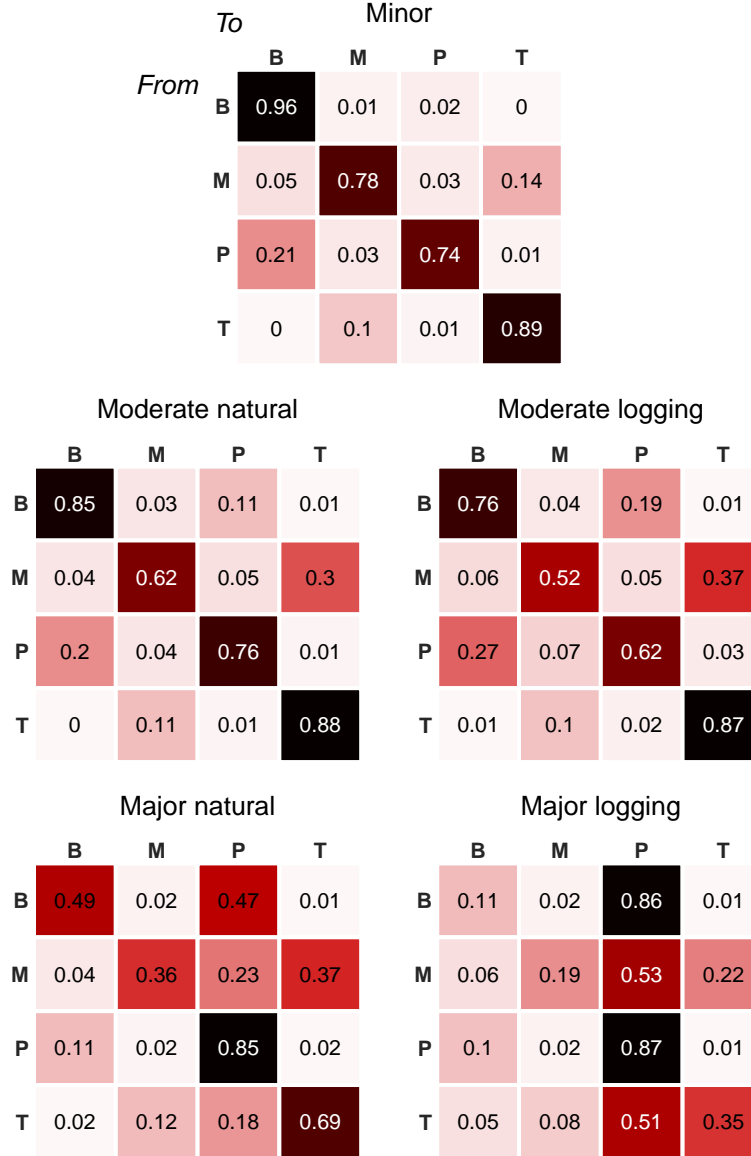 To Minor
B M P T
From
B 0.96 0.01 0.02 0
M 0.05 0.78 0.03 0.14
P 0.21 0.03 0.74 0.01
T 0 0.1 0.01 0.89
Moderate natural
B M P T
B 0.85 0.03 0.11 0.01
M 0.04 0.62 0.05 0.3
P 0.2 0.04 0.76 0.01
T 0 0.11 0.01 0.88
Moderate logging
B M P T
B 0.76 0.04 0.19 0.01
M 0.06 0.52 0.05 0.37
P 0.27 0.07 0.62 0.03
T 0.01 0.1 0.02 0.87
Major natural
B M P T
B 0.49 0.02 0.47 0.01
M 0.04 0.36 0.23 0.37
P 0.11 0.02 0.85 0.02
T 0.02 0.12 0.18 0.69
Major logging
B M P T
B 0.11 0.02 0.86 0.01
M 0.06 0.19 0.53 0.22
P 0.1 0.02 0.87 0.01
T 0.05 0.08 0.51 0.35